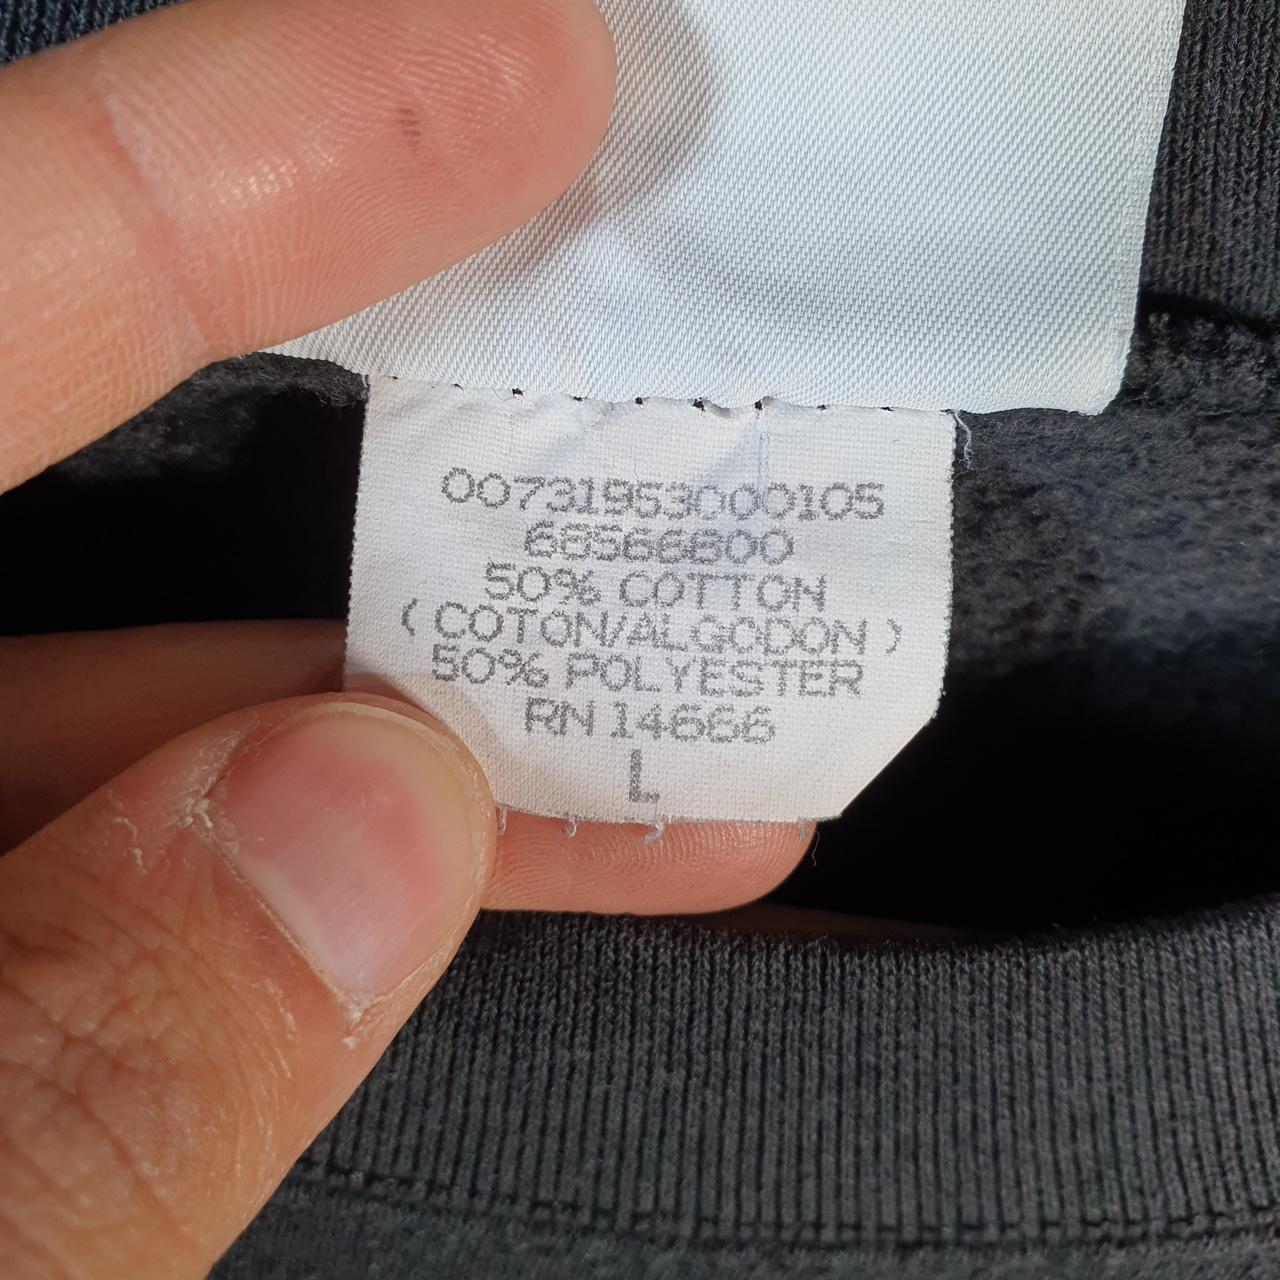 00731953000105
68566800
50% COTTON
( COTON/ALGODON )
50% POLYESTER
RN 14666
L